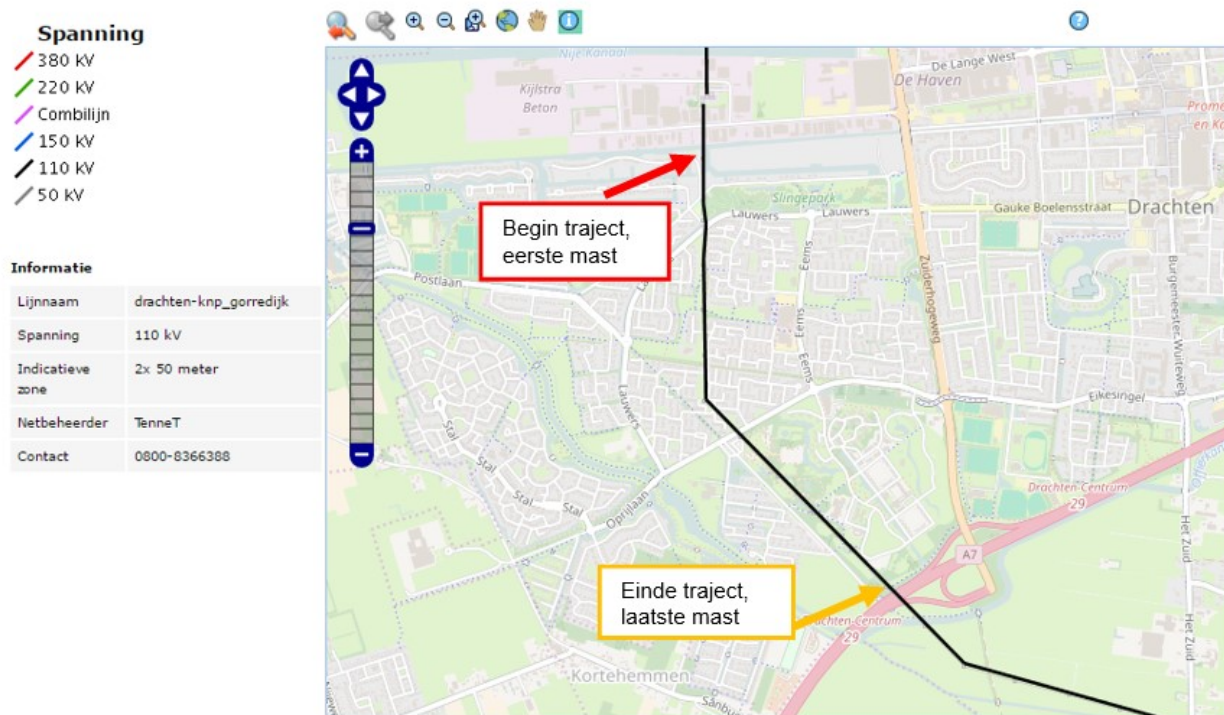 Spanning
380 kV
220 kV
Combilijn
150 kV
110 kV
50 kV
Informatie
Lijnnaam drachten-knp_gorredijk
Spanning 110 kV
Indicatieve
zone
2x 50 meter
Netbeheerder TenneT
Contact 0800-8366388
Nije Kanaal
De Lange West
De Haven
Kijlstra
Beton
Begin traject,
eerste mast
Slingepark
Lauwers
Lauwers
Gauke Boelensstraat
Drachten
Postlaan
Zuiderhogeweg
Burgemeester Wuiteweg
Eems
Eems
Eems
Lauwers
Eikesingel
Stal
Stal
Stal
Stal
Oprijlaan
Drachten-Centrum
29
A7
Het Zuid
Het Zuid
Einde traject,
laatste mast
Drachten-Centrum
29
Kortehemmen